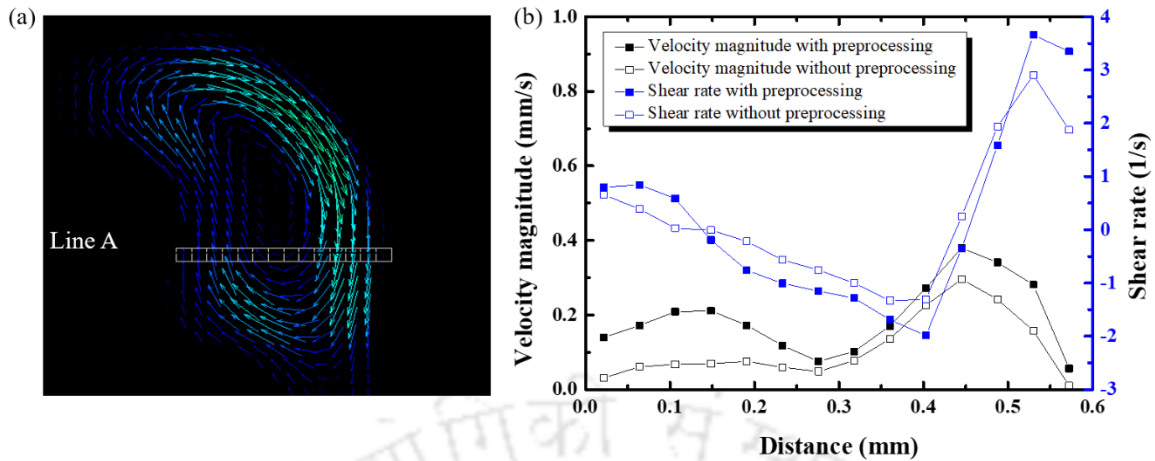 (a)
Line A
(b)
Velocity magnitude with preprocessing
Velocity magnitude without preprocessing
Shear rate with preprocessing
Shear rate without preprocessing
Velocity magnitude (mm/s)
1.0
0.8
0.6
0.4
0.2
0.0
Shear rate (1/s)
4
3
2
1
0
-1
-2
-3
0.0 0.1 0.2 0.3 0.4 0.5 0.6
Distance (mm)